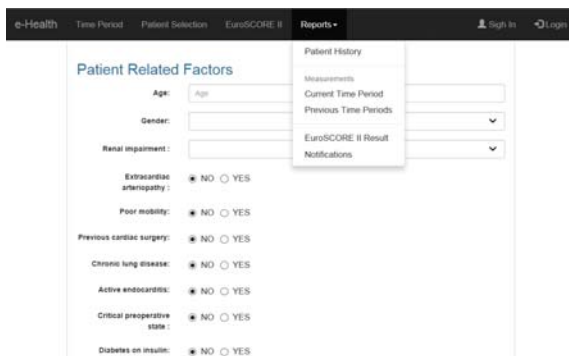 e-Health Time Period Patient Selection EuroSCORE II Reports Sigh In Login
Patient History
Measurements
Current Time Period
Previous Time Periods
EuroSCORE II Result
Notifications
Patient Related Factors
Age: Age
Gender:
Renal impairment :
Extracardiac
arteriopathy : NO YES
Poor mobility: NO YES
Previous cardiac surgery: NO YES
Chronic lung disease: NO YES
Active endocarditis: NO YES
Critical preoperative
state : NO YES
Diabetes on insulin: NO YES